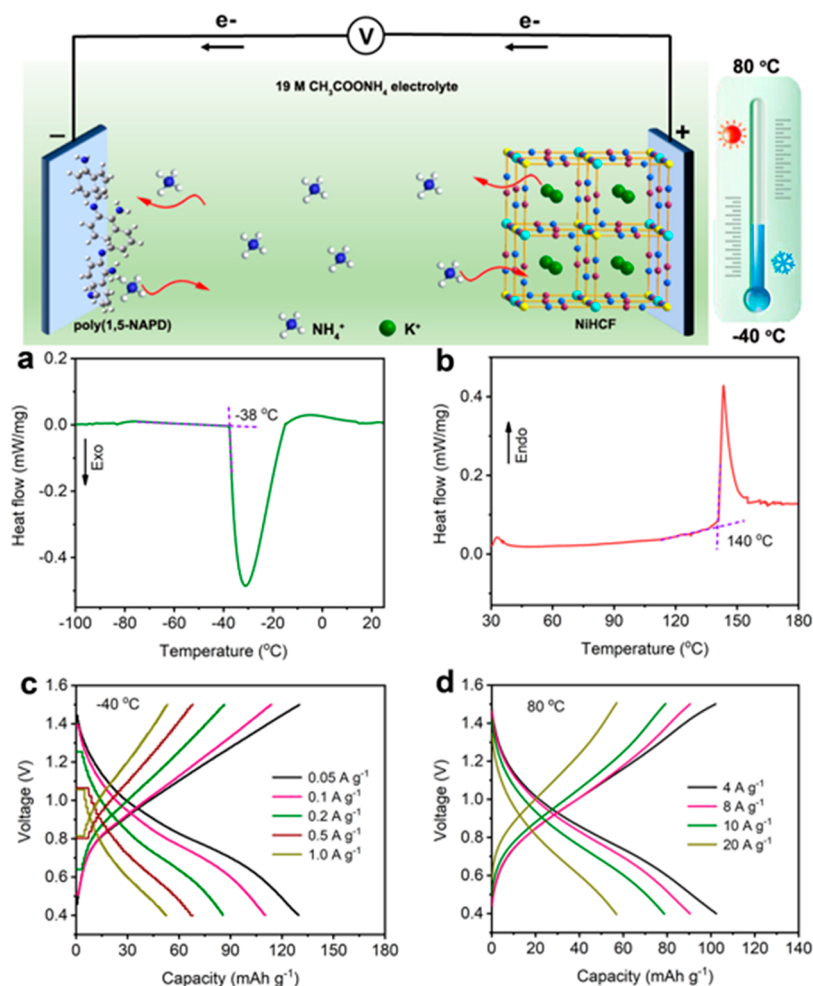 e-
V
e-
80 °C
19 M CH₃COONH₄ electrolyte
−
+
poly(1,5-NAPD)
NH₄⁺
K⁺
NiHCF
-40 °C
a
0.2
0.0
-0.2
-0.4
Heat flow (mW/mg)
Exo
-38 °C
-100 -80 -60 -40 -20 0 20
Temperature (°C)
b
0.4
0.2
0.0
Heat flow (mW/mg)
Endo
140 °C
30 60 90 120 150 180
Temperature (°C)
c
-40 °C
1.6
1.4
1.2
1.0
0.8
0.6
0.4
Voltage (V)
0.05 A g⁻¹
0.1 A g⁻¹
0.2 A g⁻¹
0.5 A g⁻¹
1.0 A g⁻¹
0 30 60 90 120 150 180
Capacity (mAh g⁻¹)
d
80 °C
1.6
1.4
1.2
1.0
0.8
0.6
0.4
Voltage (V)
4 A g⁻¹
8 A g⁻¹
10 A g⁻¹
20 A g⁻¹
0 20 40 60 80 100 120 140
Capacity (mAh g⁻¹)